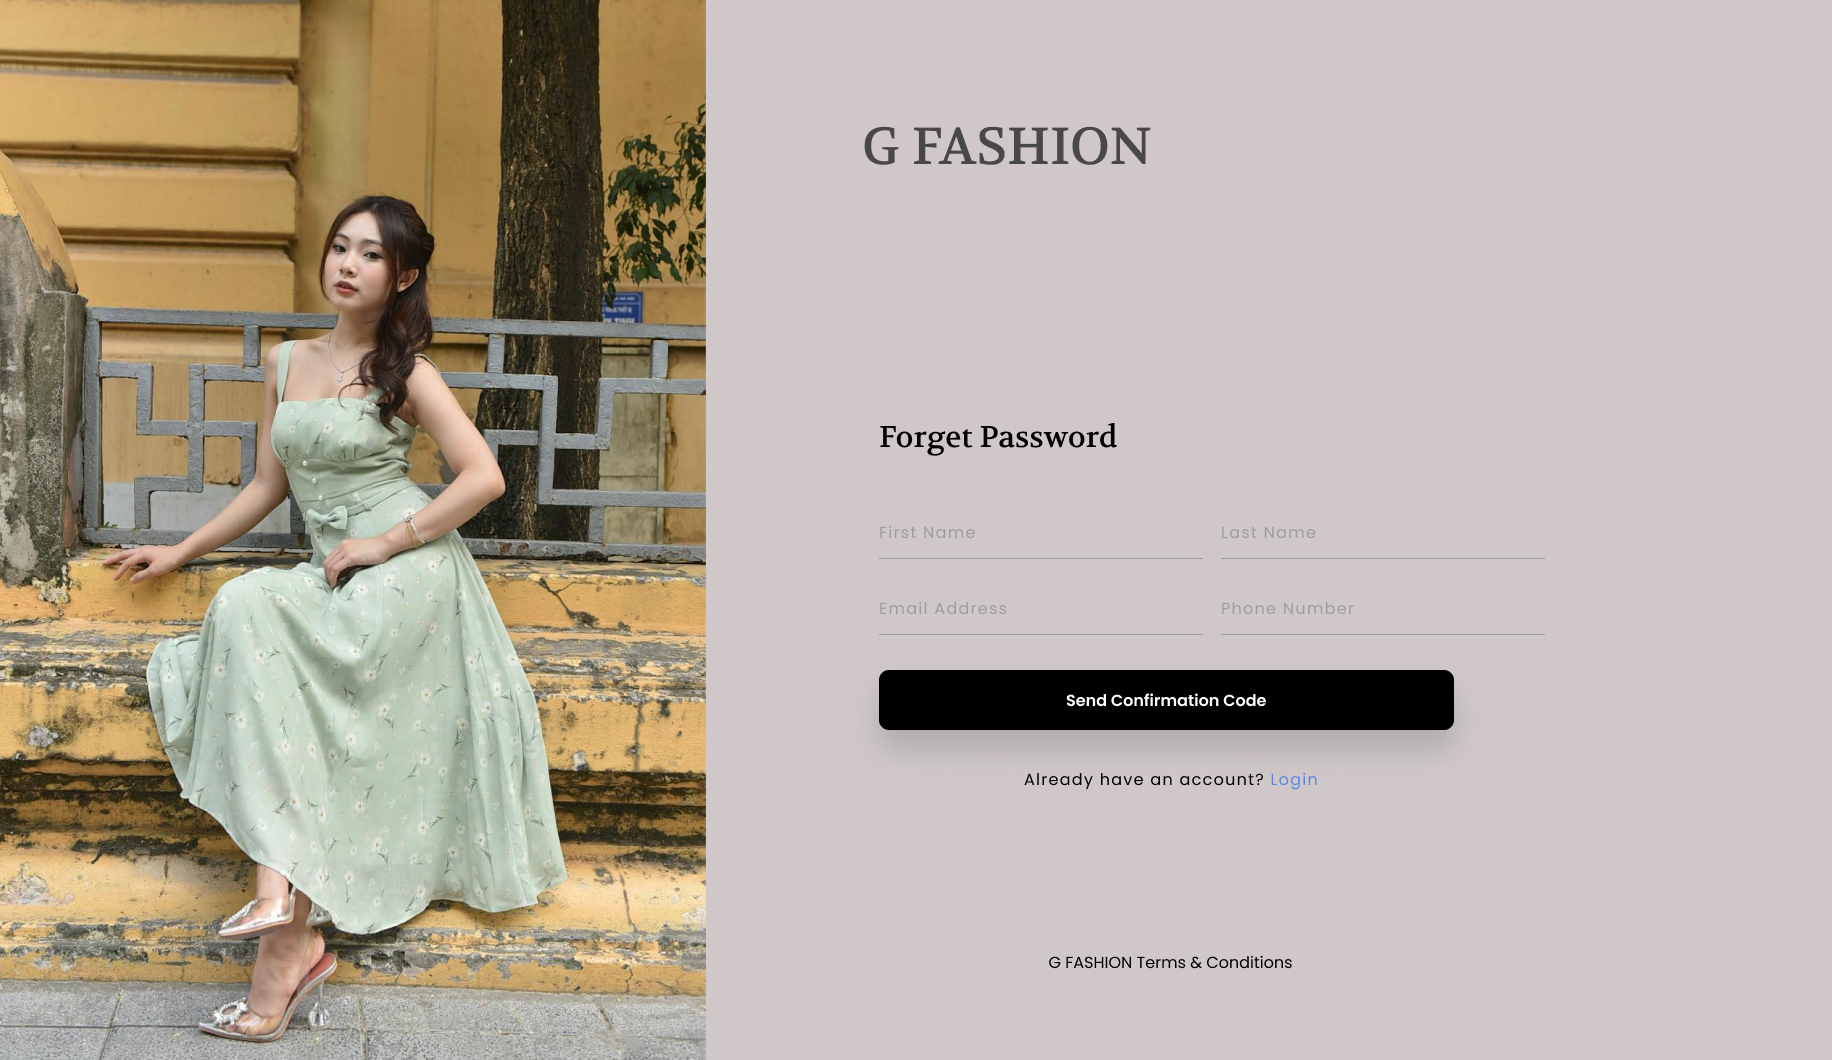 G FASHION
Forget Password
First Name
Last Name
Email Address
Phone Number
Send Confirmation Code
Already have an account? Login
G FASHION Terms & Conditions